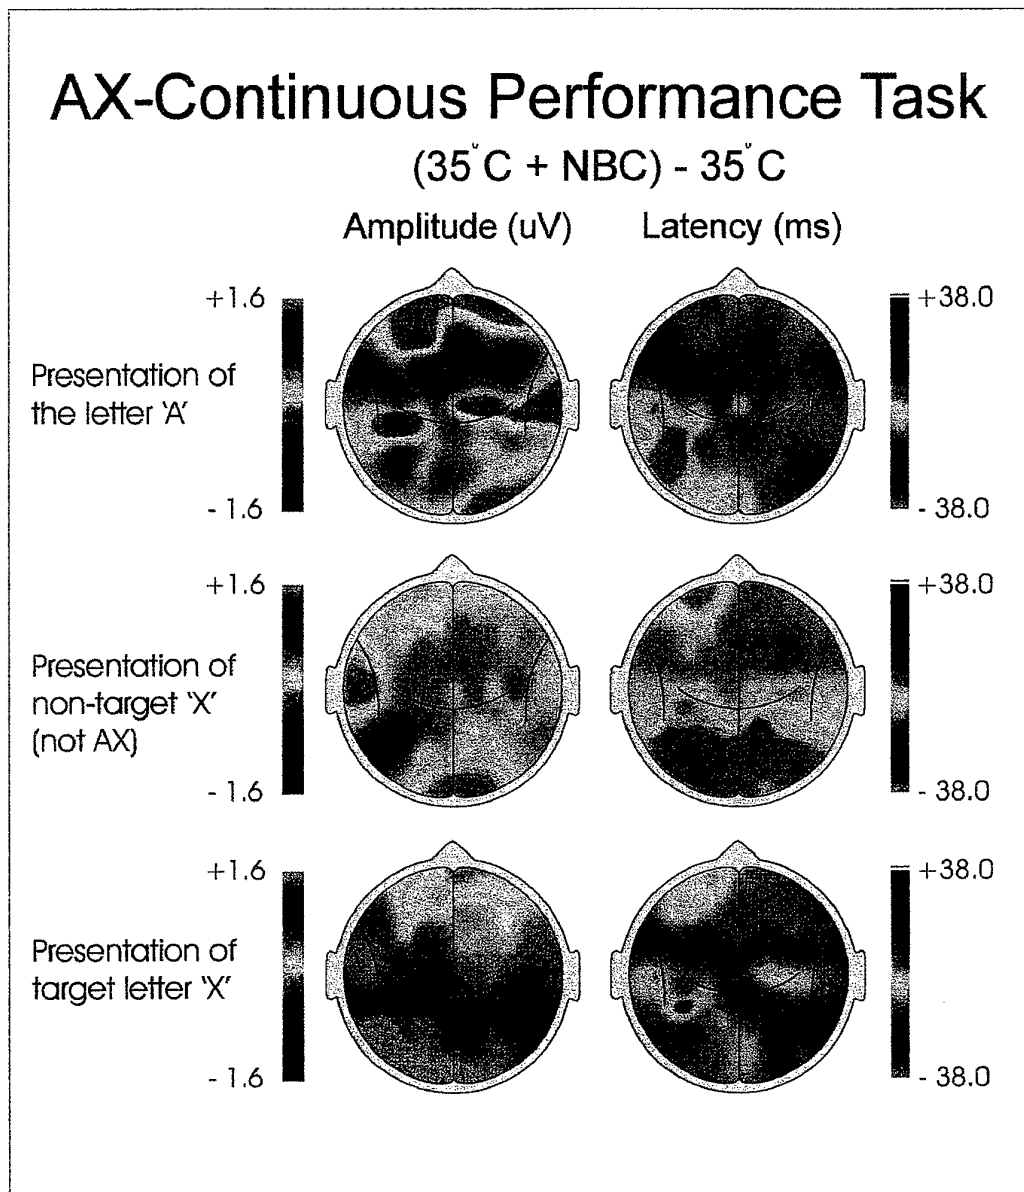 AX-Continuous Performance Task
(35°C + NBC) - 35°C
Amplitude (uV) Latency (ms)
+1.6 +38.0
Presentation of
the letter 'A'
- 1.6 - 38.0
+1.6 +38.0
Presentation of
non-target 'X'
(not AX)
- 1.6 - 38.0
+1.6 +38.0
Presentation of
target letter 'X'
- 1.6 - 38.0